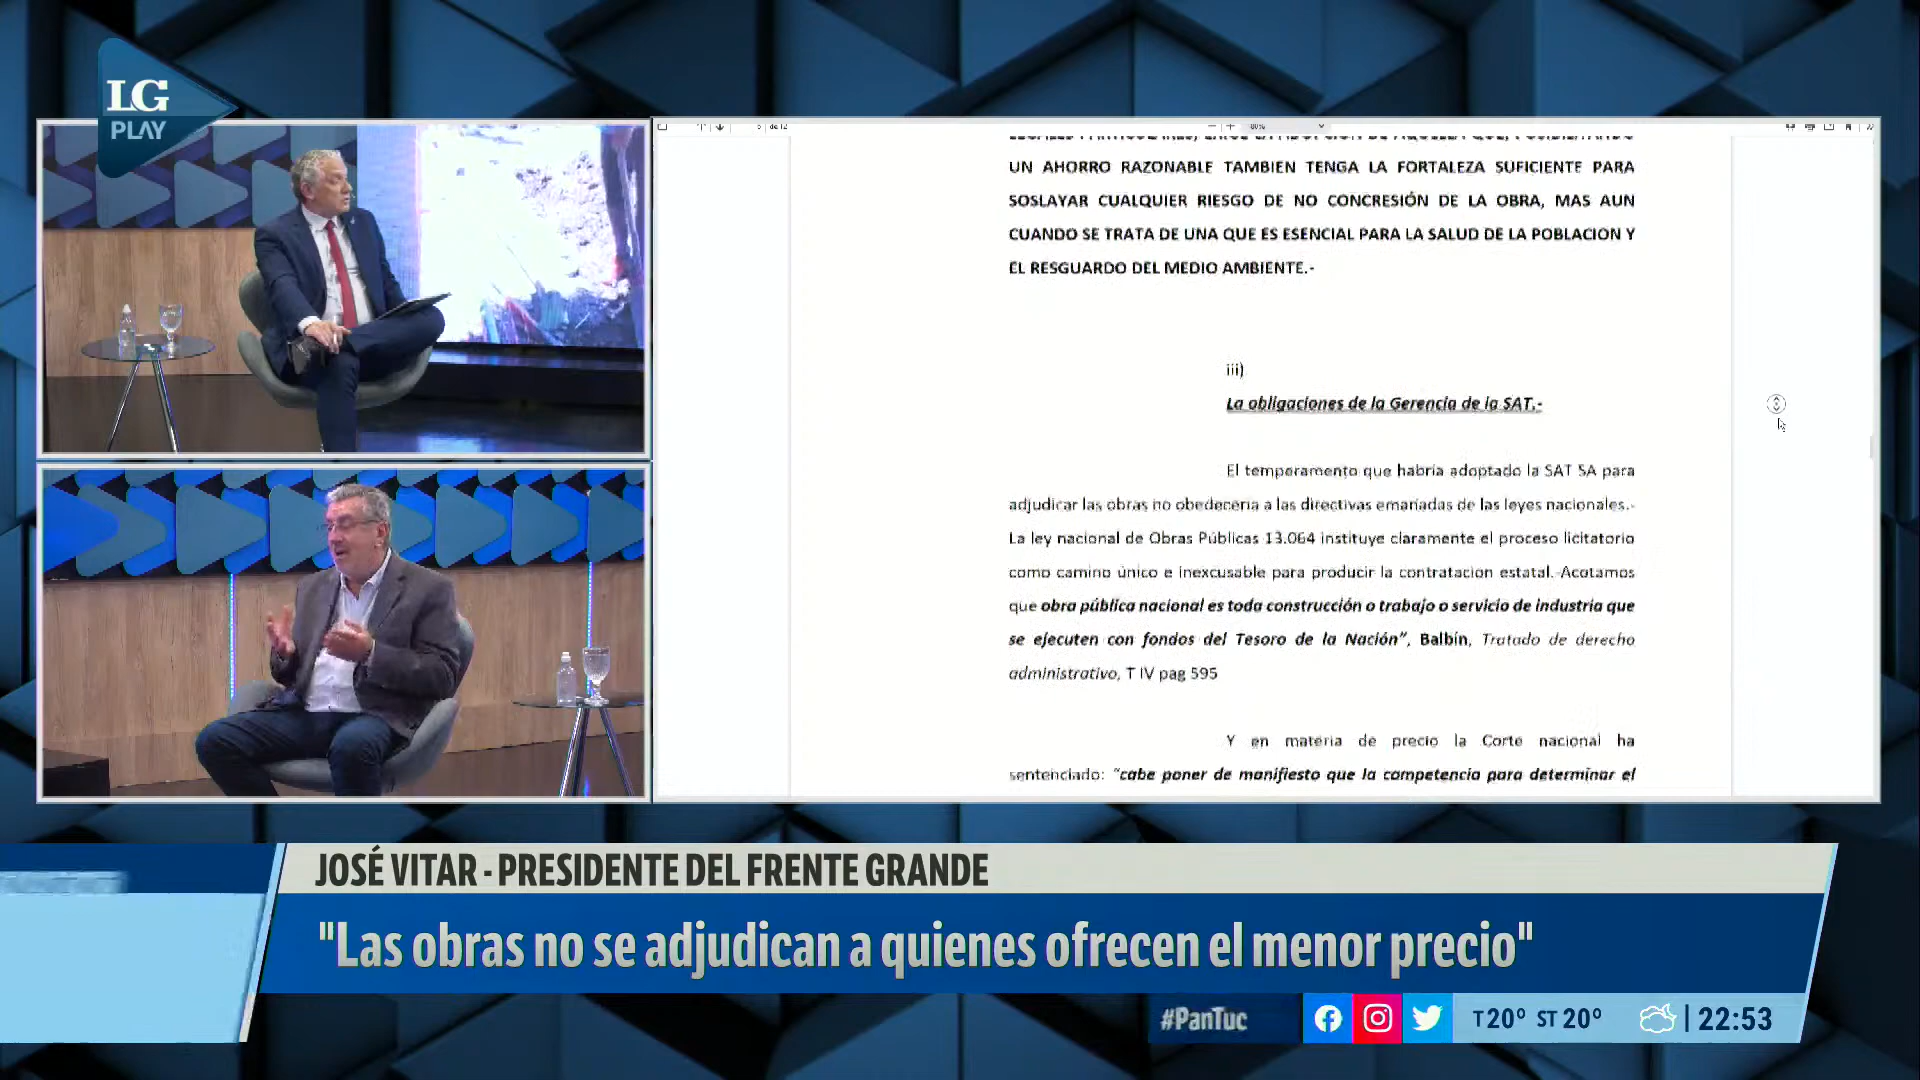 LG
PLAY
UN AHORRO RAZONABLE TAMBIEN TENGA LA FORTALEZA SUFICIENTE PARA
SOSLAYAR CUALQUIER RIESGO DE NO CONCRESIÓN DE LA OBRA, MAS AUN
CUANDO SE TRATA DE UNA QUE ES ESENCIAL PARA LA SALUD DE LA POBLACION Y
EL RESGUARDO DEL MEDIO AMBIENTE.-
iii)
La obligaciones de la Gerencia de la SAT.-
El temperamento que habría adoptado la SAT SA para
adjudicar las obras no obedecería a las directivas emanadas de las leyes nacionales.-
La ley nacional de Obras Públicas 13.064 instituye claramente el proceso licitatorio
como camino único e inexcusable para producir la contratacion estatal.-Acotamos
que obra pública nacional es toda construcción o trabajo o servicio de industria que
se ejecuten con fondos del Tesoro de la Nación”, Balbín, Tratado de derecho
administrativo, T IV pag 595
Y en materia de precio la Corte nacional ha
sentenciado: “cabe poner de manifiesto que la competencia para determinar el
JOSÉ VITAR - PRESIDENTE DEL FRENTE GRANDE
"Las obras no se adjudican a quienes ofrecen el menor precio"
#PanTuc
T20° ST20° | 22:53